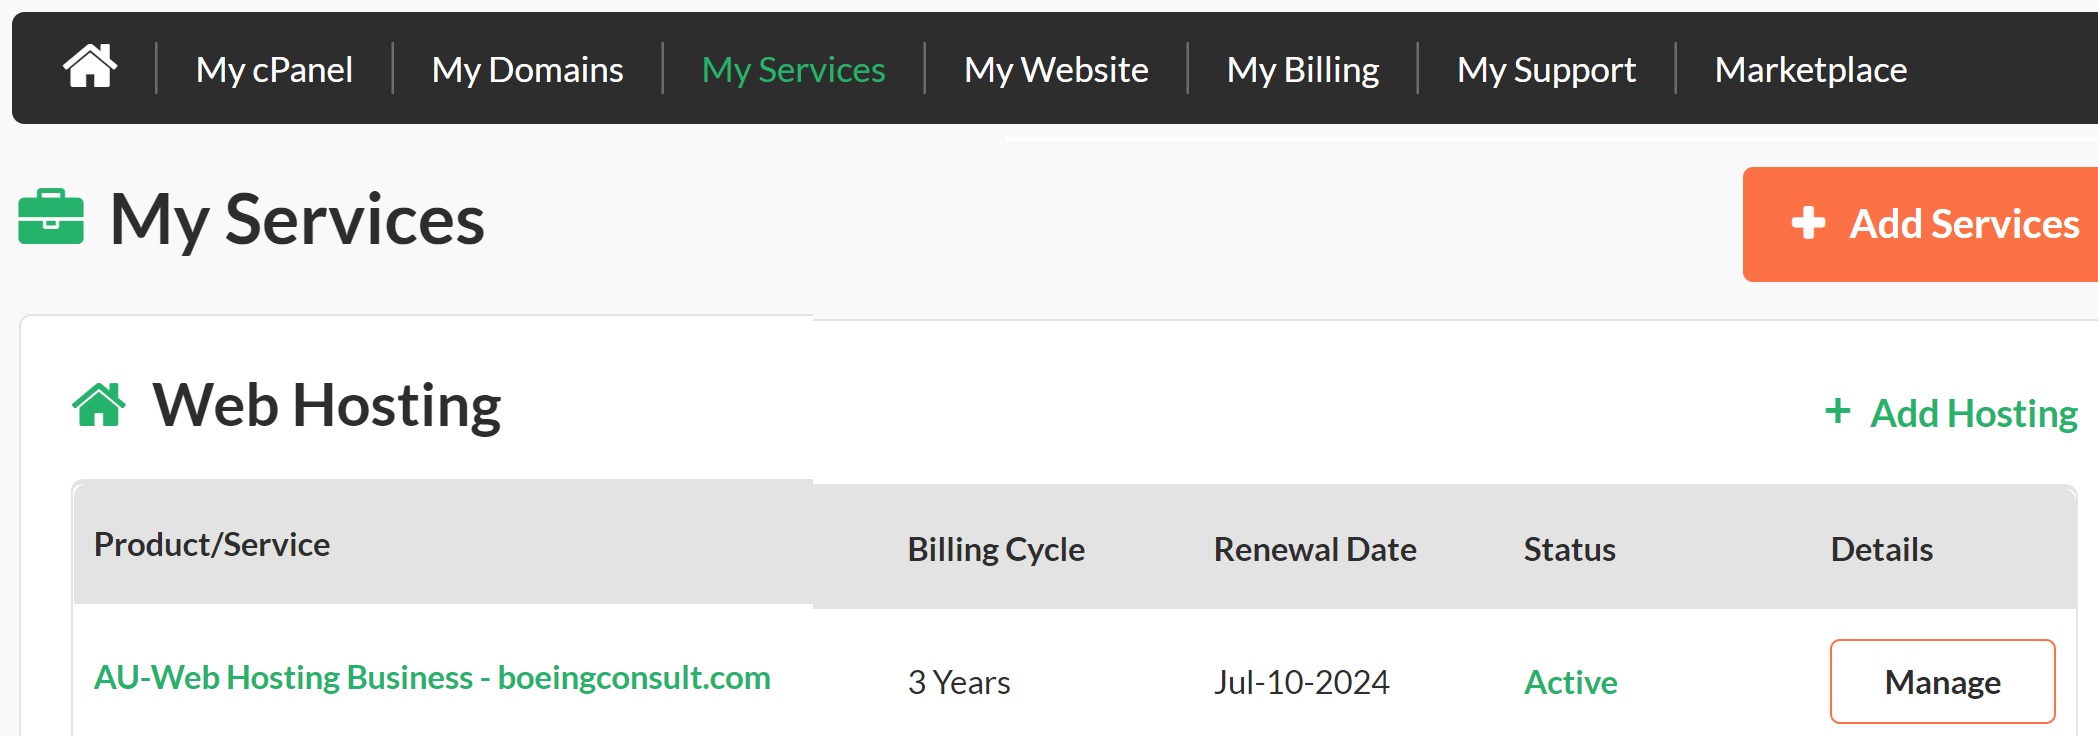 My cPanel My Domains My Services My Website My Billing My Support Marketplace
My Services
Add Services
Web Hosting
+ Add Hosting
Product/Service Billing Cycle Renewal Date Status Details
AU-Web Hosting Business - boeingconsult.com 3 Years Jul-10-2024 Active Manage